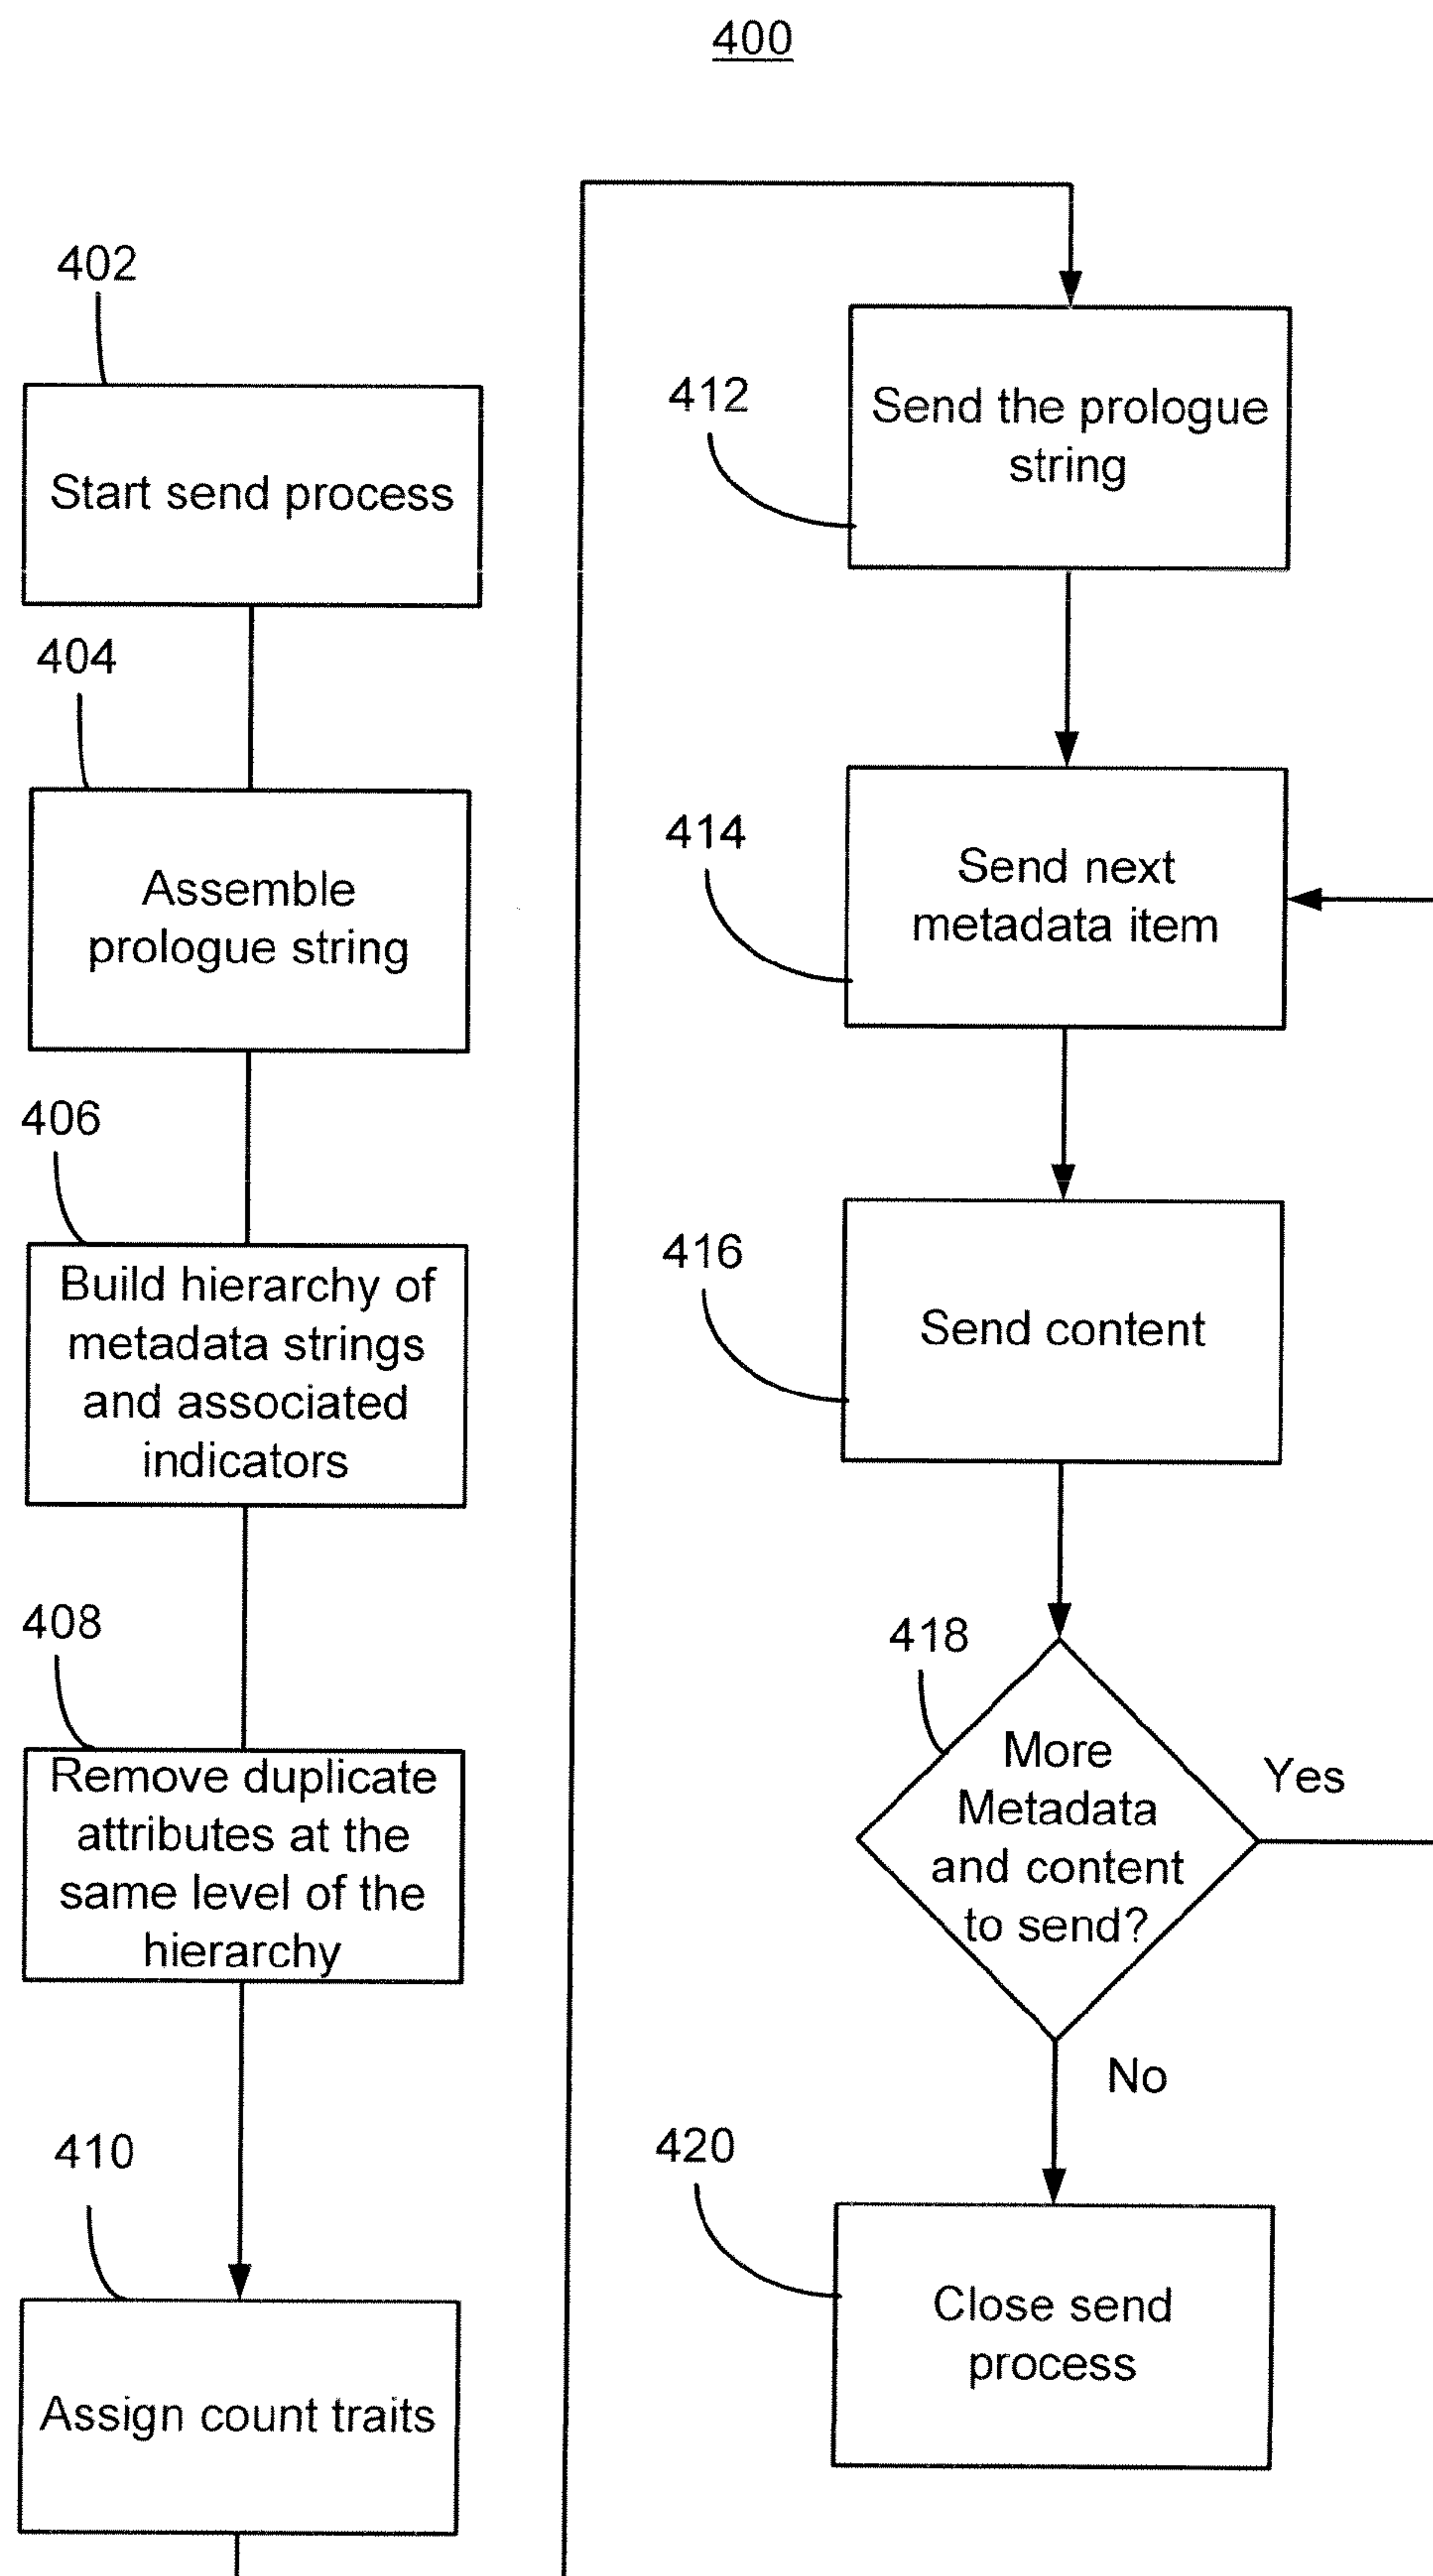 400
402
Start send process
404
Assemble
prologue string
406
Build hierarchy of
metadata strings
and associated
indicators
408
Remove duplicate
attributes at the
same level of the
hierarchy
410
Assign count traits
412
Send the prologue
string
414
Send next
metadata item
416
Send content
418
More
Metadata
and content
to send?
Yes
No
420
Close send
process